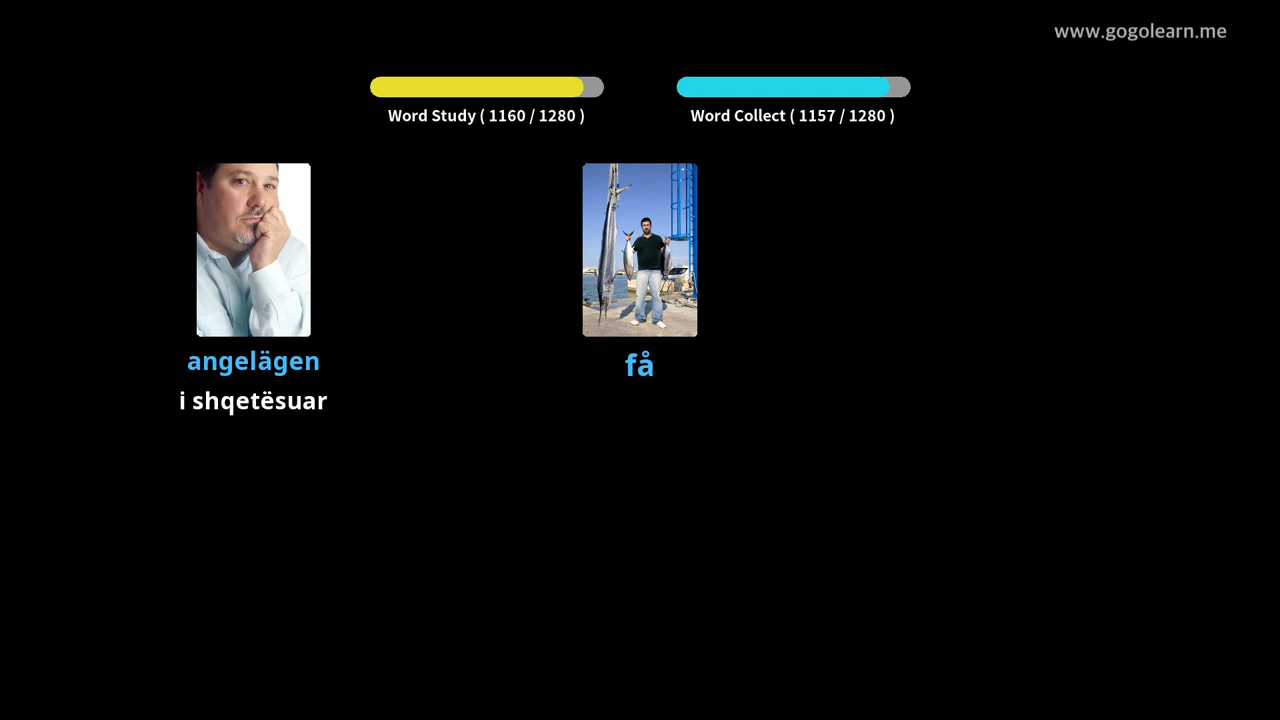 www.gogolearn.me
Word Study ( 1160 / 1280 )
Word Collect ( 1157 / 1280 )
angelägen
i shqetësuar
få